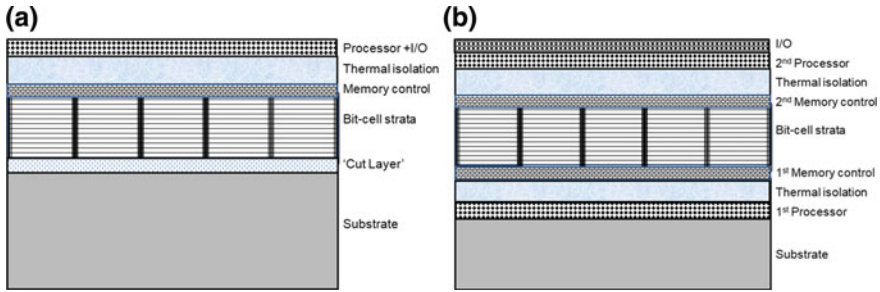 (a)
Processor +I/O
Thermal isolation
Memory control
Bit-cell strata
'Cut Layer'
Substrate
(b)
I/O
2nd Processor
Thermal isolation
2nd Memory control
Bit-cell strata
1st Memory control
Thermal isolation
1st Processor
Substrate